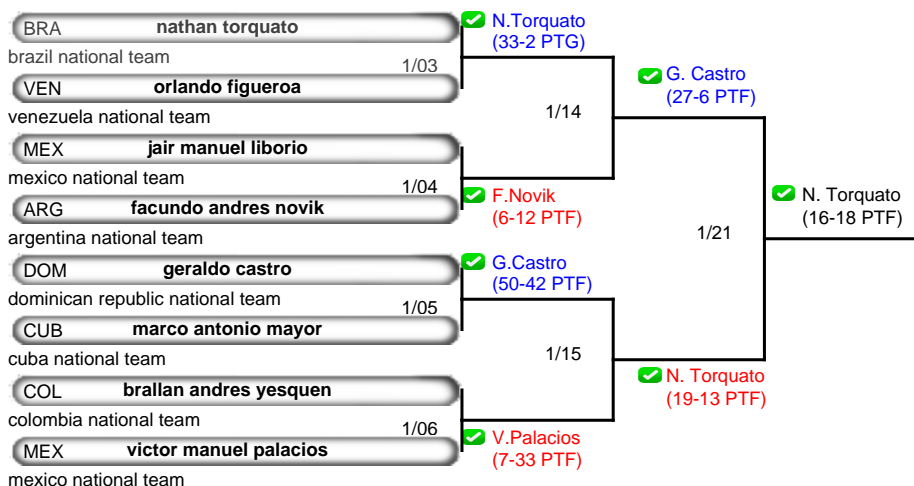 BRA nathan torquato
brazil national team
1/03
VEN orlando figueroa
venezuela national team
MEX jair manuel liborio
mexico national team
1/04
ARG facundo andres novik
argentina national team
DOM geraldo castro
dominican republic national team
1/05
CUB marco antonio mayor
cuba national team
COL brallan andres yesquen
colombia national team
1/06
MEX victor manuel palacios
mexico national team
N.Torquato
(33-2 PTG)
1/14
F.Novik
(6-12 PTF)
G.Castro
(50-42 PTF)
1/15
V.Palacios
(7-33 PTF)
G. Castro
(27-6 PTF)
1/21
N. Torquato
(19-13 PTF)
N. Torquato
(16-18 PTF)